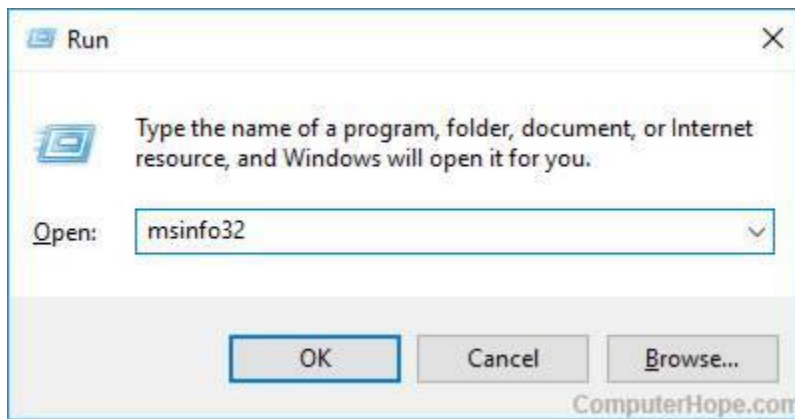 Run
Type the name of a program, folder, document, or Internet
resource, and Windows will open it for you.
Open: msinfo32
OK Cancel Browse...
ComputerHope.com